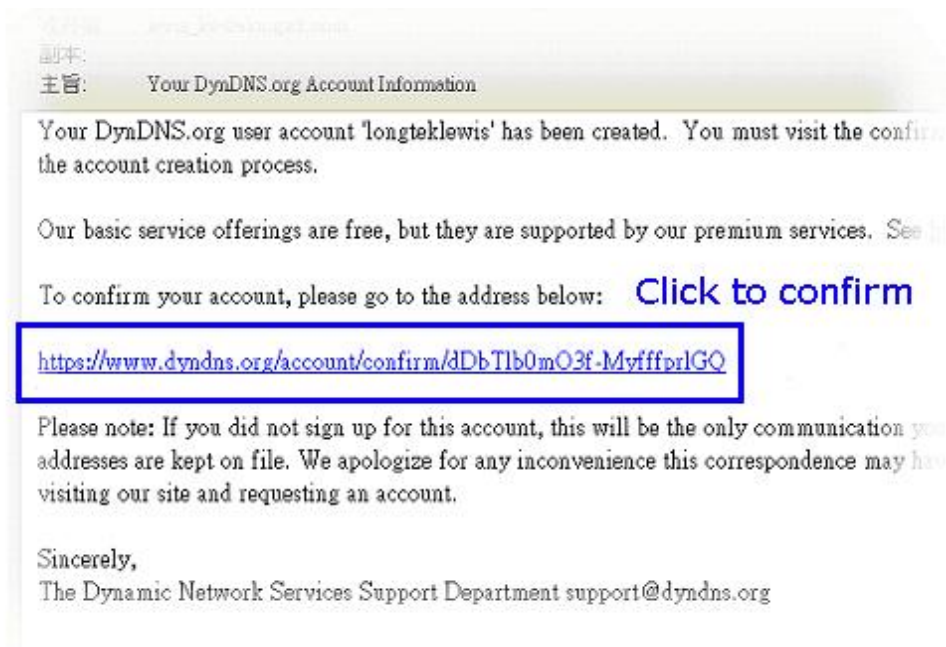 副本:
主旨: Your DynDNS.org Account Information
Your DynDNS.org user account 'longteklewis' has been created. You must visit the confir
the account creation process.
Our basic service offerings are free, but they are supported by our premium services. See
To confirm your account, please go to the address below: Click to confirm
https://www.dyndns.org/account/confirm/dDbTlb0mO3f-MyfffprlGQ
Please note: If you did not sign up for this account, this will be the only communication yo
addresses are kept on file. We apologize for any inconvenience this correspondence may hav
visiting our site and requesting an account.
Sincerely,
The Dynamic Network Services Support Department support@dyndns.org